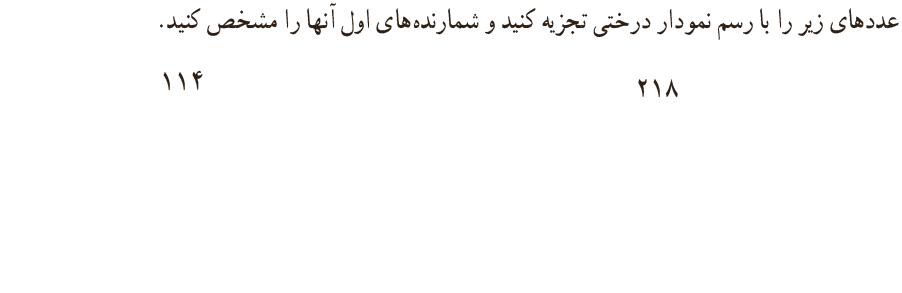 عددهای زیر را با رسم نمودار درختی تجزیه کنید و شمارنده‌های اول آنها را مشخص کنید.
۲۱۸ ۱۱۴